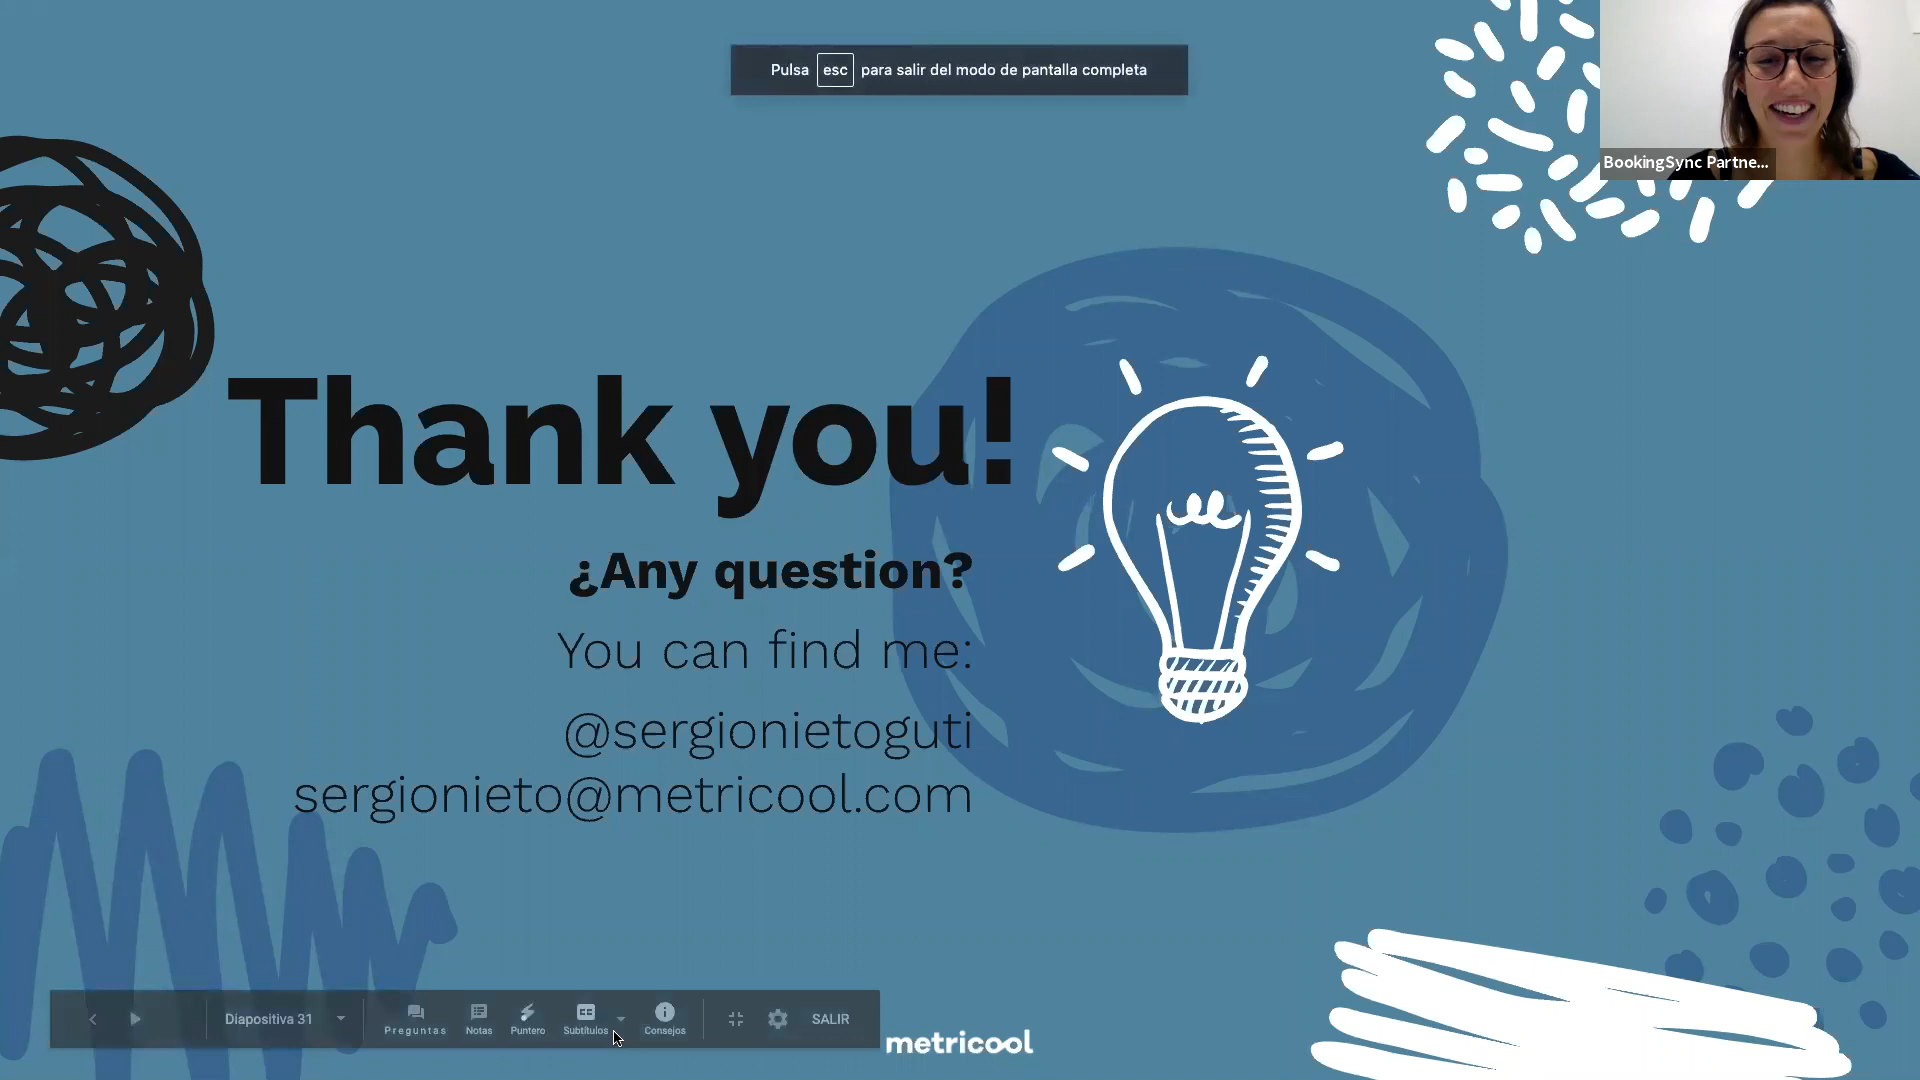 Pulsa esc para salir del modo de pantalla completa
BookingSync Partne...
Thank you!
¿Any question?
You can find me:
@sergionietoguti
sergionieto@metricool.com
Diapositiva 31
Preguntas
Notas
Puntero
Subtítulos
Consejos
SALIR
metricool